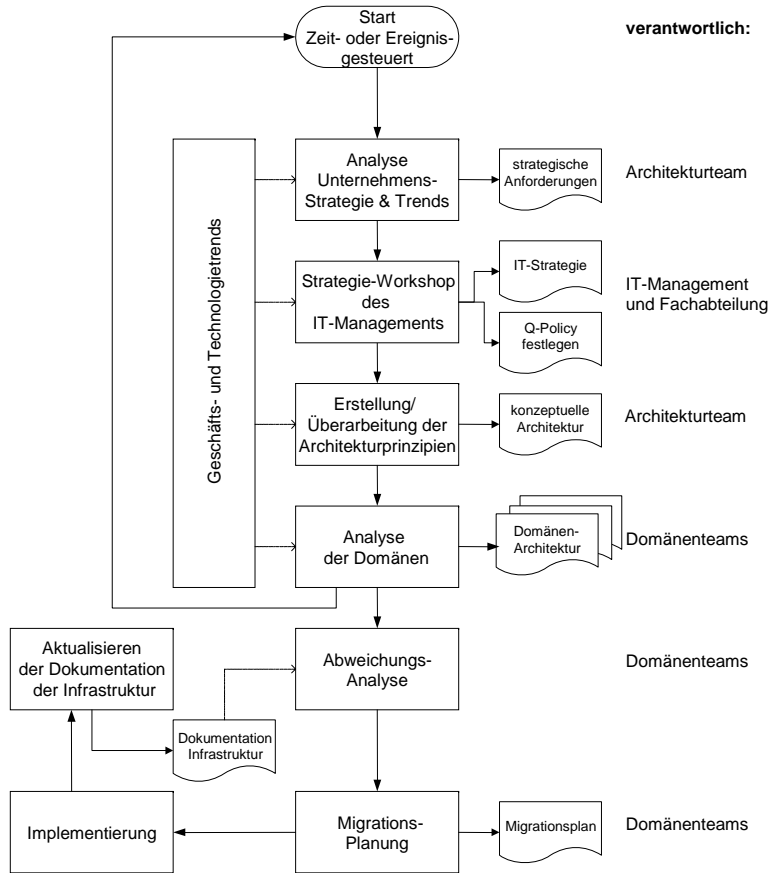 Start
Zeit- oder Ereignis-
gesteuert
verantwortlich:
Geschäfts- und Technologietrends
Analyse
Unternehmens-
Strategie & Trends
strategische
Anforderungen
Architekturteam
Strategie-Workshop
des
IT-Managements
IT-Strategie
Q-Policy
festlegen
IT-Management
und Fachabteilung
Erstellung/
Überarbeitung der
Architekturprinzipien
konzeptuelle
Architektur
Architekturteam
Analyse
der Domänen
Domänen-
Architektur
Domänenteams
Aktualisieren
der Dokumentation
der Infrastruktur
Dokumentation
Infrastruktur
Abweichungs-
Analyse
Domänenteams
Implementierung
Migrations-
Planung
Migrationsplan
Domänenteams